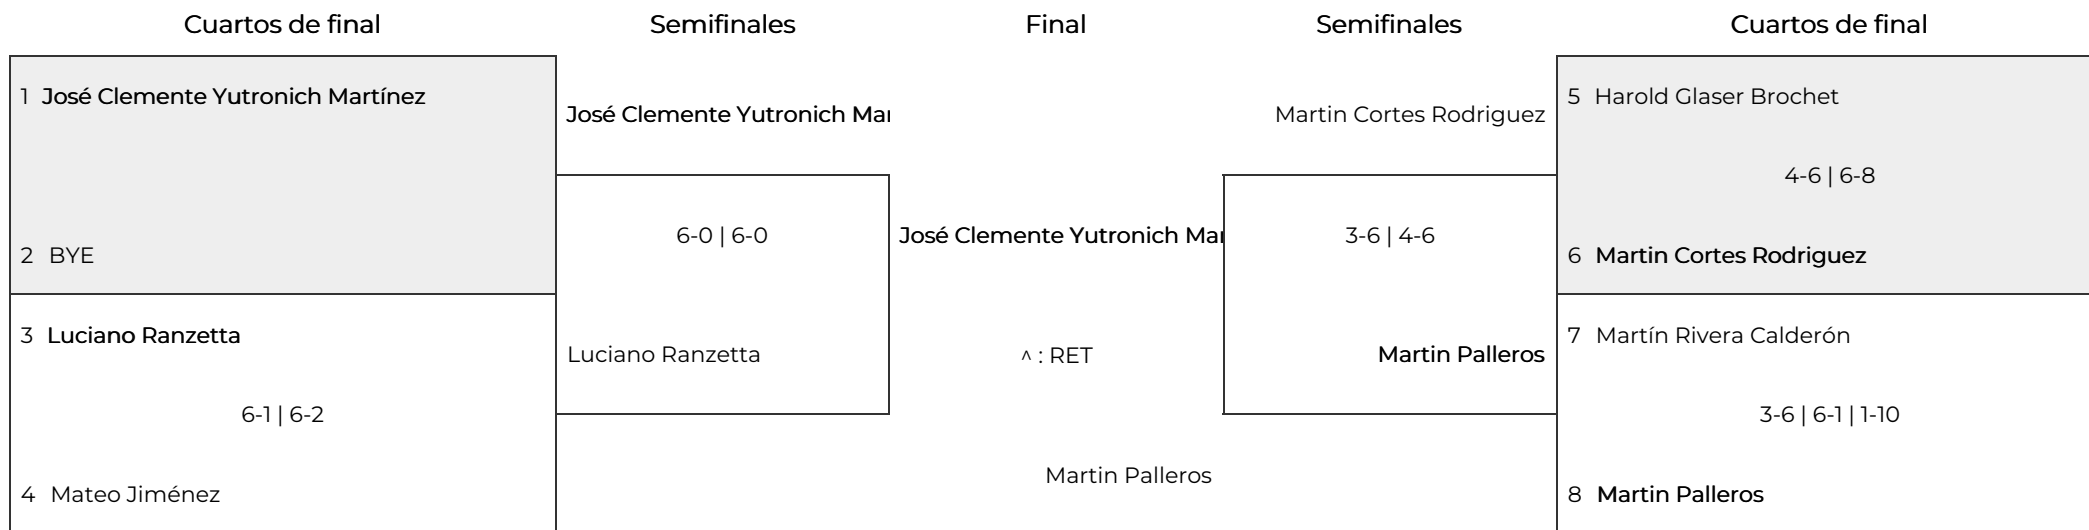 Cuartos de final
Semifinales
Final
Semifinales
Cuartos de final
1 José Clemente Yutronich Martínez
2 BYE
3 Luciano Ranzetta
6-1 | 6-2
4 Mateo Jiménez
José Clemente Yutronich Mar
6-0 | 6-0
Luciano Ranzetta
José Clemente Yutronich Mar
^ : RET
Martin Palleros
Martin Cortes Rodriguez
3-6 | 4-6
Martin Palleros
5 Harold Glaser Brochet
4-6 | 6-8
6 Martin Cortes Rodriguez
7 Martín Rivera Calderón
3-6 | 6-1 | 1-10
8 Martin Palleros